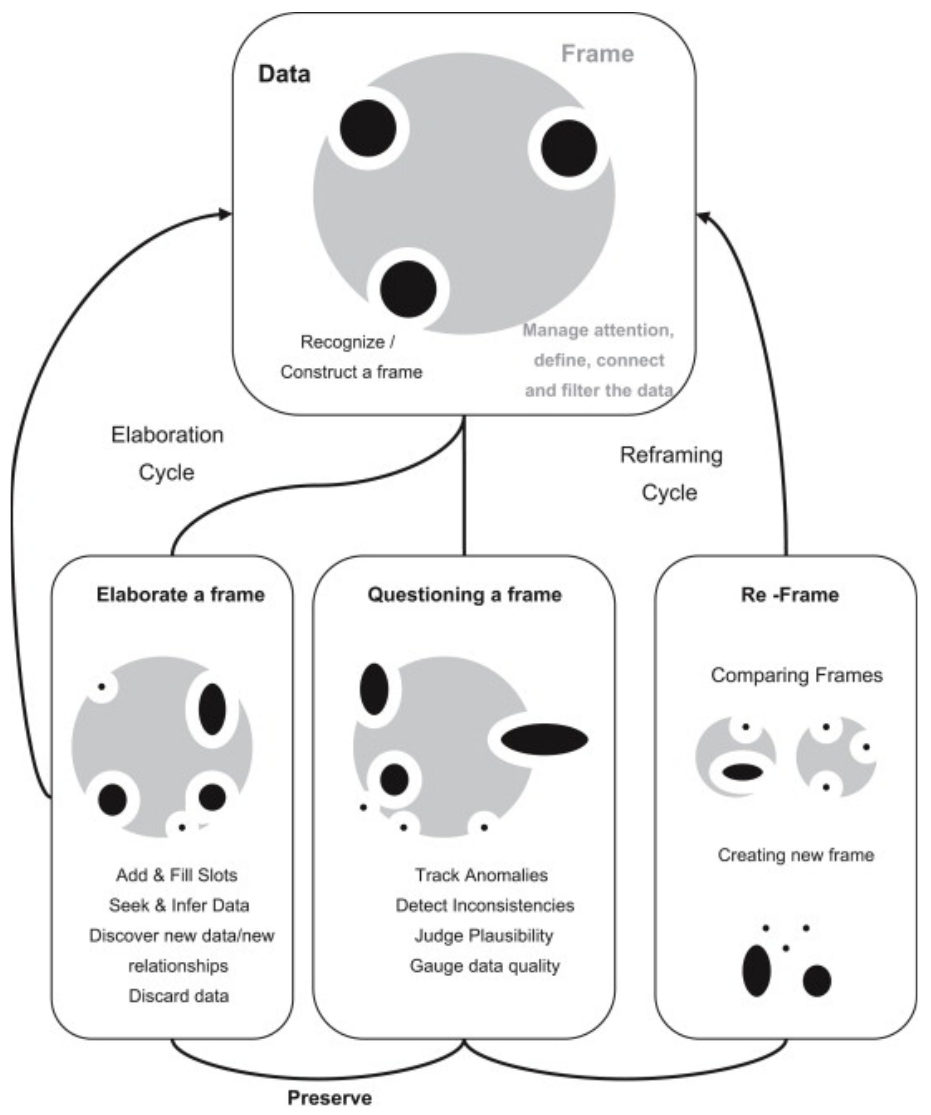 Data
Frame
Recognize /
Construct a frame
Manage attention,
define, connect
and filter the data
Elaboration
Cycle
Reframing
Cycle
Elaborate a frame
Add & Fill Slots
Seek & Infer Data
Discover new data/new
relationships
Discard data
Questioning a frame
Track Anomalies
Detect Inconsistencies
Judge Plausibility
Gauge data quality
Re -Frame
Comparing Frames
Creating new frame
Preserve